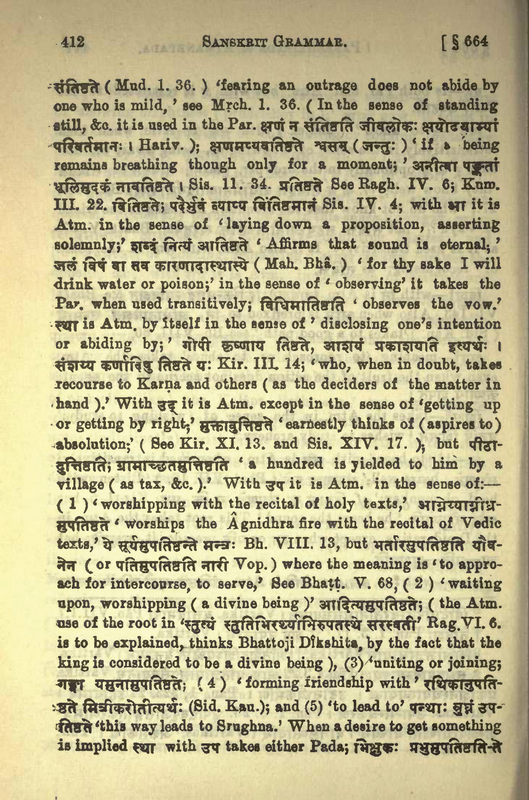 412 SANSKRIT GRAMMAR. [ § 664
संतिष्ठते ( Mud. 1. 36. ) ‘fearing an outrage does not abide by
one who is mild, ’ see Mrch. 1. 36. ( In the sense of standing
still, &c. it is used in the Par. क्षणं न संतिष्ठति जीवलोकः क्षयोदयाभ्यां
परिवर्तमानः । Hariv. ); क्षणमप्यवतिष्ठते श्वसन् ( जन्तुः ) ‘ if a being
remains breathing though only for a moment; ’ अनीत्वा पङ्कतां
धूलिमुदकं नावतिष्ठते । Sis. 11. 34. प्रतिष्ठते See Ragh. IV. 6; Kum.
III. 22. वितिष्ठते; पदैर्भुवं व्याप्य वितिष्ठमानं Sis. IV. 4; with आ it is
Atm. in the sense of ‘ laying down a proposition, asserting
solemnly;’ शब्दं नित्यं आतिष्ठते ‘ Affirms that sound is eternal, ’
जलं विषं वा तव कारणादास्थास्ये ( Mah. Bhâ. ) ‘ for thy sake I will
drink water or poison;’ in the sense of ‘ observing’ it takes the
Par. when used transitively; विधिमातिष्ठति ‘ observes the vow.’
स्था is Atm. by itself in the sense of ’ disclosing one’s intention
or abiding by;’ गोपी कृष्णाय तिष्ठते, आशयं प्रकाशयति इत्यर्थः ।
संशय्य कर्णादिषु तिष्ठते यः Kir. III. 14; ‘ who, when in doubt, takes
recourse to Karṇa and others ( as the deciders of the matter in
hand ).’ With उद् it is Atm. except in the sense of ‘getting up
or getting by right;’ मुक्तावुत्तिष्ठते ‘ earnestly thinks of (aspires to)
absolution;’ ( See Kir. XI. 13. and Sis. XIV. 17. ); but पीठा-
दुत्तिष्ठति; ग्रामाच्छतमुत्तिष्ठति ‘ a hundred is yielded to him by a
village ( as tax, &c. ).’ With उप it is Atm. in the sense of:—
( 1 ) ‘ worshipping with the recital of holy texts,’ आग्नेय्याग्नीध्र-
मुपतिष्ठते ‘ worships the Âgnidhra fire with the recital of Vedic
texts,’ ये सूर्यमुपतिष्ठन्ते मन्त्रैः Bh. VIII. 13, but भर्तारमुपतिष्ठति यौव-
नेन ( or पतिमुपतिष्ठति नारी Vop. ) where the meaning is ‘ to appro-
ach for intercourse, to serve,’ See Bhaṭṭ. V. 68, ( 2 ) ‘ waiting
upon, worshipping ( a divine being )’ आदित्यमुपतिष्ठते; ( the Atm.
use of the root in ‘स्तुत्यं स्तुतिभिरर्थ्याभिरुपतस्थे सरस्वती’ Rag. VI. 6.
is to be explained, thinks Bhattoji Dîkshita, by the fact that the
king is considered to be a divine being ), (3) ‘uniting or joining;
गङ्गा यमुनामुपतिष्ठते; ( 4 ) ‘ forming friendship with ’ रथिकानुपति-
ष्ठते मित्रीकरोतीत्यर्थः (Sid. Kau.); and (5) ‘to lead to’ पन्थाः स्रुघ्नं उप-
तिष्ठते ‘this way leads to Srughna.’ When a desire to get something
is implied स्था with उप takes either Pada; भिक्षुकः प्रभुमुपतिष्ठति-ते